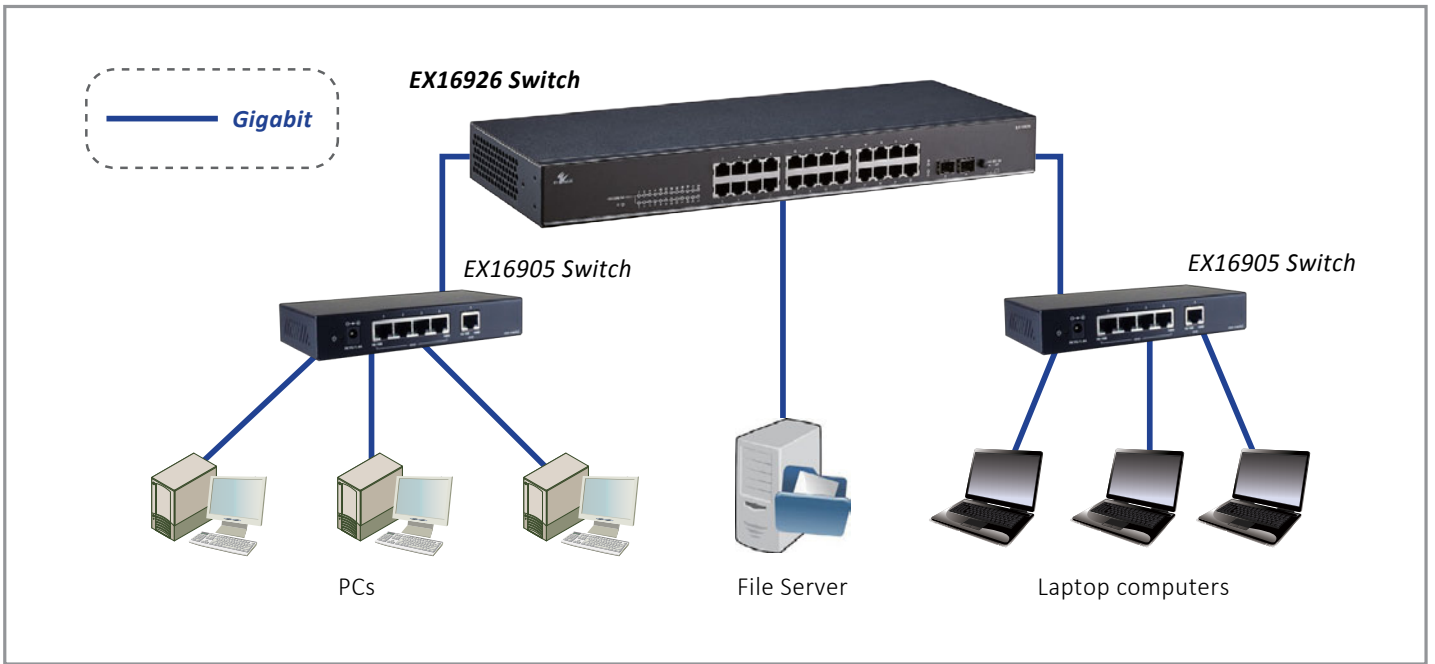 EX16926 Switch
Gigabit
EX16905 Switch
EX16905 Switch
PCs
File Server
Laptop computers